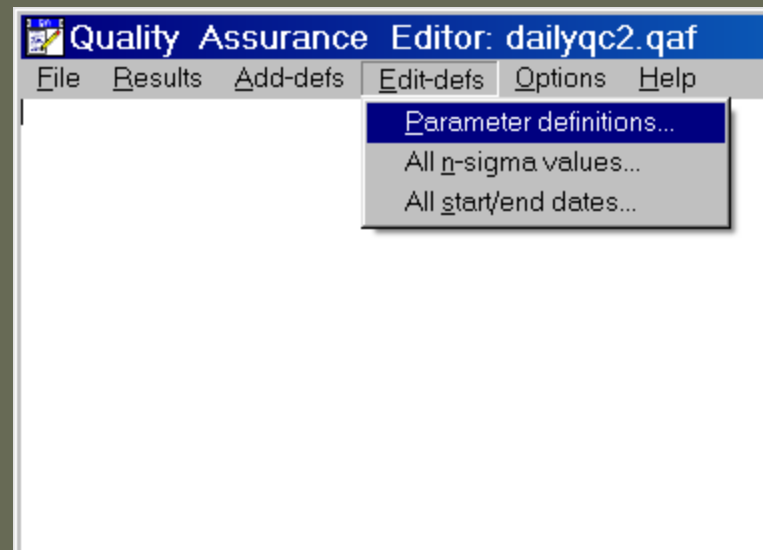 Quality Assurance Editor: dailyqc2.qaf
File Results Add-defs Edit-defs Options Help
Parameter definitions...
All n-sigma values...
All start/end dates...